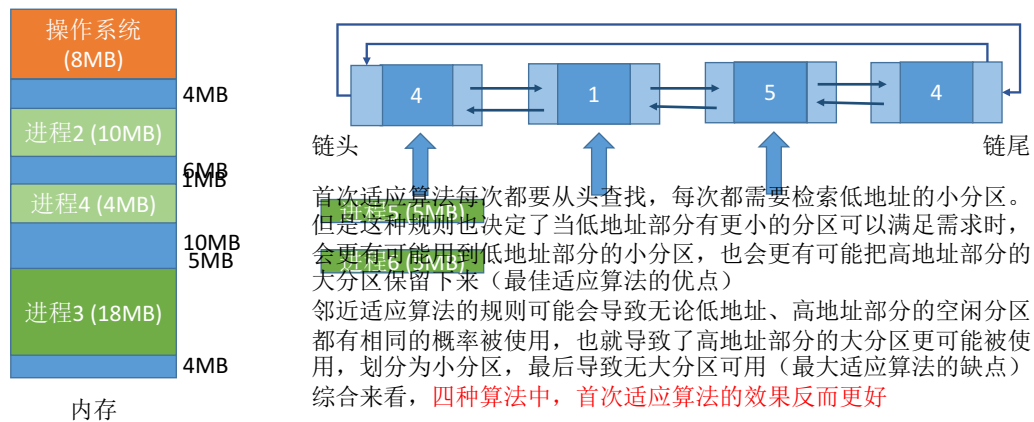 操作系统
(8MB)
4MB
进程2 (10MB)
6MB
1MB
进程4 (4MB)
10MB
5MB
进程3 (18MB)
4MB
内存
4
1
5
4
链头
链尾
进程5 (5MB)
进程6 (5MB)
首次适应算法每次都要从头查找，每次都需要检索低地址的小分区。
但是这种规则也决定了当低地址部分有更小的分区可以满足需求时，
会更有可能用到低地址部分的小分区，也会更有可能把高地址部分的
大分区保留下来（最佳适应算法的优点）
邻近适应算法的规则可能会导致无论低地址、高地址部分的空闲分区
都有相同的概率被使用，也就导致了高地址部分的大分区更可能被使
用，划分为小分区，最后导致无大分区可用（最大适应算法的缺点）
综合来看，四种算法中，首次适应算法的效果反而更好